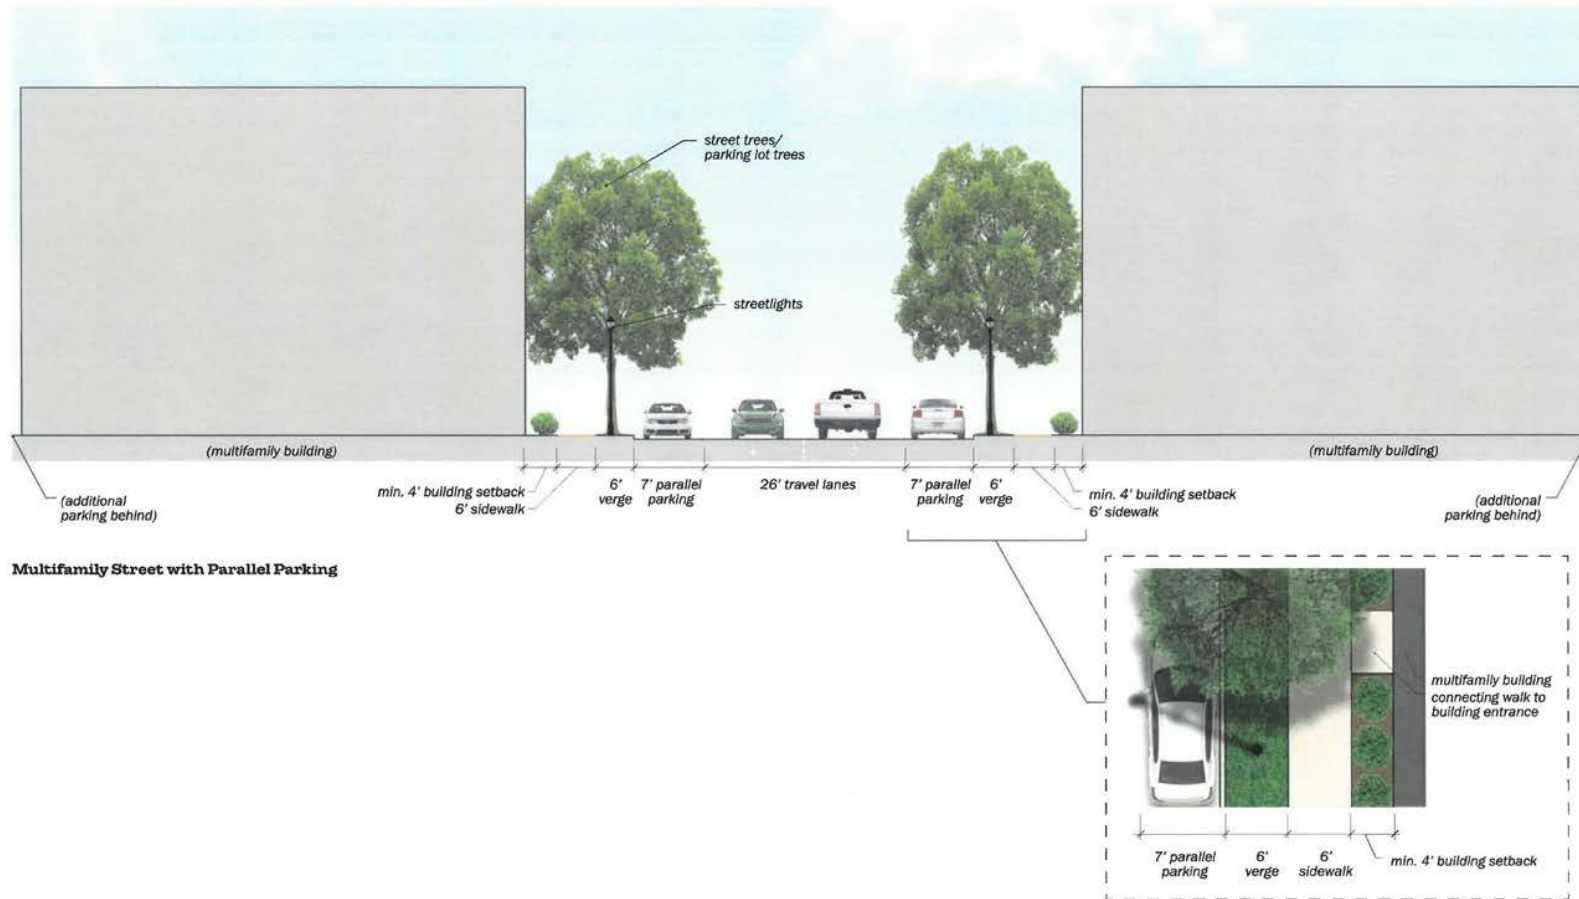 street trees/
parking lot trees
streetlights
(multifamily building)
(multifamily building)
(additional
parking behind)
min. 4' building setback
6' sidewalk
6'
verge
7' parallel
parking
26' travel lanes
7' parallel
parking
6'
verge
min. 4' building setback
6' sidewalk
(additional
parking behind)
Multifamily Street with Parallel Parking
multifamily building
connecting walk to
building entrance
7' parallel
parking
6'
verge
6'
sidewalk
min. 4' building setback